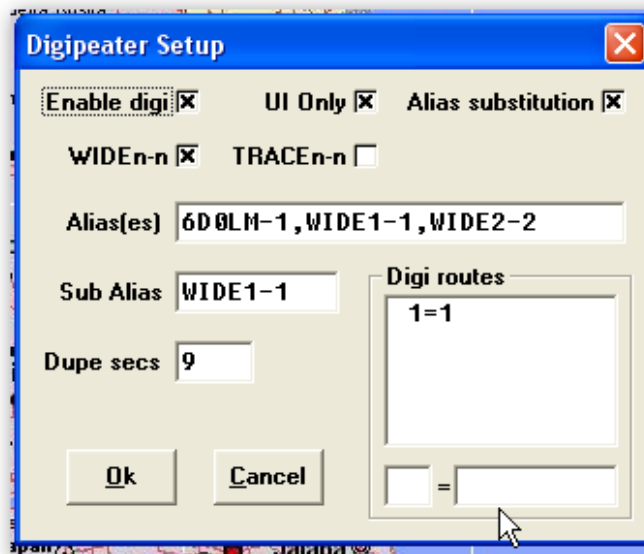 Digipeater Setup
Enable digi UI Only Alias substitution
WIDEn-n TRACEn-n
Alias(es) 6D0LM-1,WIDE1-1,WIDE2-2
Sub Alias WIDE1-1
Digi routes
1=1
Dupe secs 9
Ok Cancel
=
Jalapa